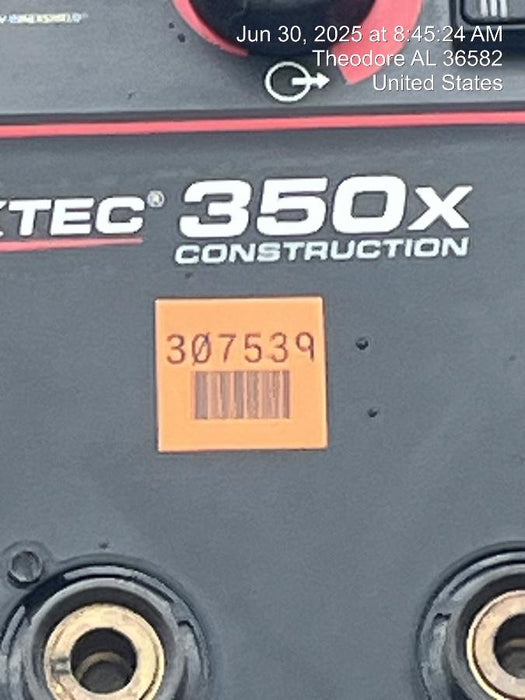 Jun 30, 2025 at 8:45:24 AM
Theodore AL 36582
United States
TEC® 350x
CONSTRUCTION
307539